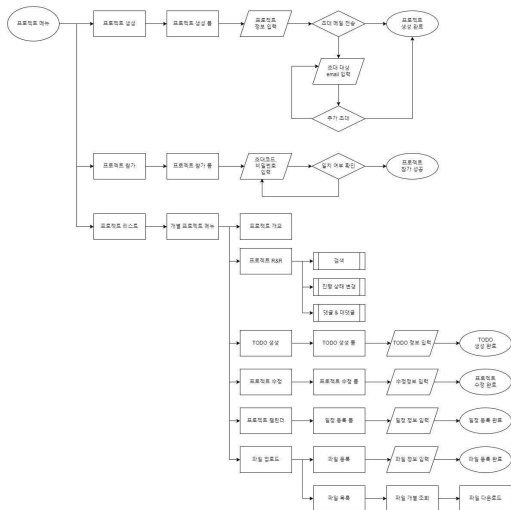 프로젝트 메뉴
프로젝트 생성
프로젝트 생성 폼
프로젝트
정보 입력
초대 메일 전송
프로젝트
생성 완료
초대 대상
email 입력
추가 초대
프로젝트 참가
프로젝트 참가 폼
초대코드,
비밀번호
입력
일치 여부 확인
프로젝트
참가 성공
프로젝트 리스트
개별 프로젝트 메뉴
프로젝트 개요
프로젝트 R&R
검색
진행 상태 변경
댓글 & 대댓글
TODO 생성
TODO 생성 폼
TODO 정보 입력
TODO
생성 완료
프로젝트 수정
프로젝트 수정 폼
수정정보 입력
프로젝트
수정 완료
프로젝트 캘린더
일정 등록 폼
일정 정보 입력
일정 등록 완료
파일 업로드
파일 등록
파일 정보 입력
파일 등록 완료
파일 목록
파일 개별 조회
파일 다운로드